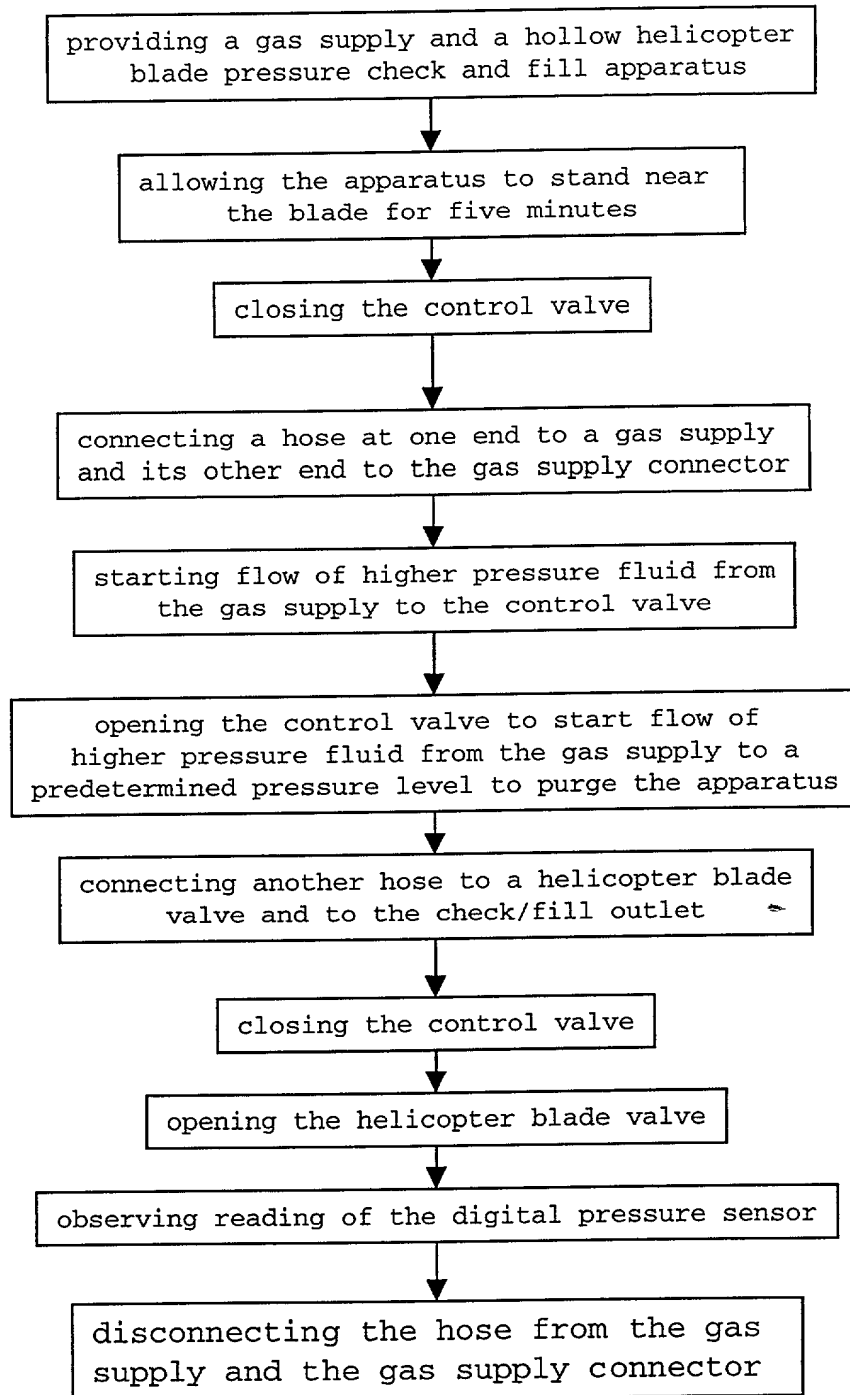 providing a gas supply and a hollow helicopter
blade pressure check and fill apparatus
allowing the apparatus to stand near
the blade for five minutes
closing the control valve
connecting a hose at one end to a gas supply
and its other end to the gas supply connector
starting flow of higher pressure fluid from
the gas supply to the control valve
opening the control valve to start flow of
higher pressure fluid from the gas supply to a
predetermined pressure level to purge the apparatus
connecting another hose to a helicopter blade
valve and to the check/fill outlet
closing the control valve
opening the helicopter blade valve
observing reading of the digital pressure sensor
disconnecting the hose from the gas
supply and the gas supply connector